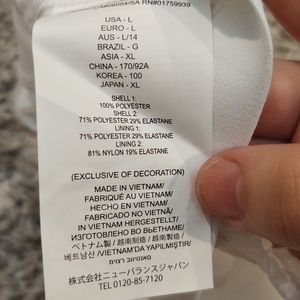 RN#01759939
USA - L
EURO - L
AUS - L/14
BRAZIL - G
ASIA - XL
CHINA - 170/92A
KOREA - 100
JAPAN - XL
SHELL 1:
100% POLYESTER
SHELL 2:
71% POLYESTER 29% ELASTANE
LINING 1:
71% POLYESTER 29% ELASTANE
LINING 2:
81% NYLON 19% ELASTANE
(EXCLUSIVE OF DECORATION)
MADE IN VIETNAM/
FABRIQUÉ AU VIETNAM/
HECHO EN VIETNAM/
FABRICADO NO VIETNÃ/
IN VIETNAM HERGESTELLT/
ИЗГОТОВЛЕНО ВО ВЬЕТНАМЕ/
ベトナム製 / 越南制造 / 越南製造 /
베트남산 /VIETNAM'DA YAPILMIŞTIR/
株式会社ニューバランスジャパン
TEL 0120-85-7120